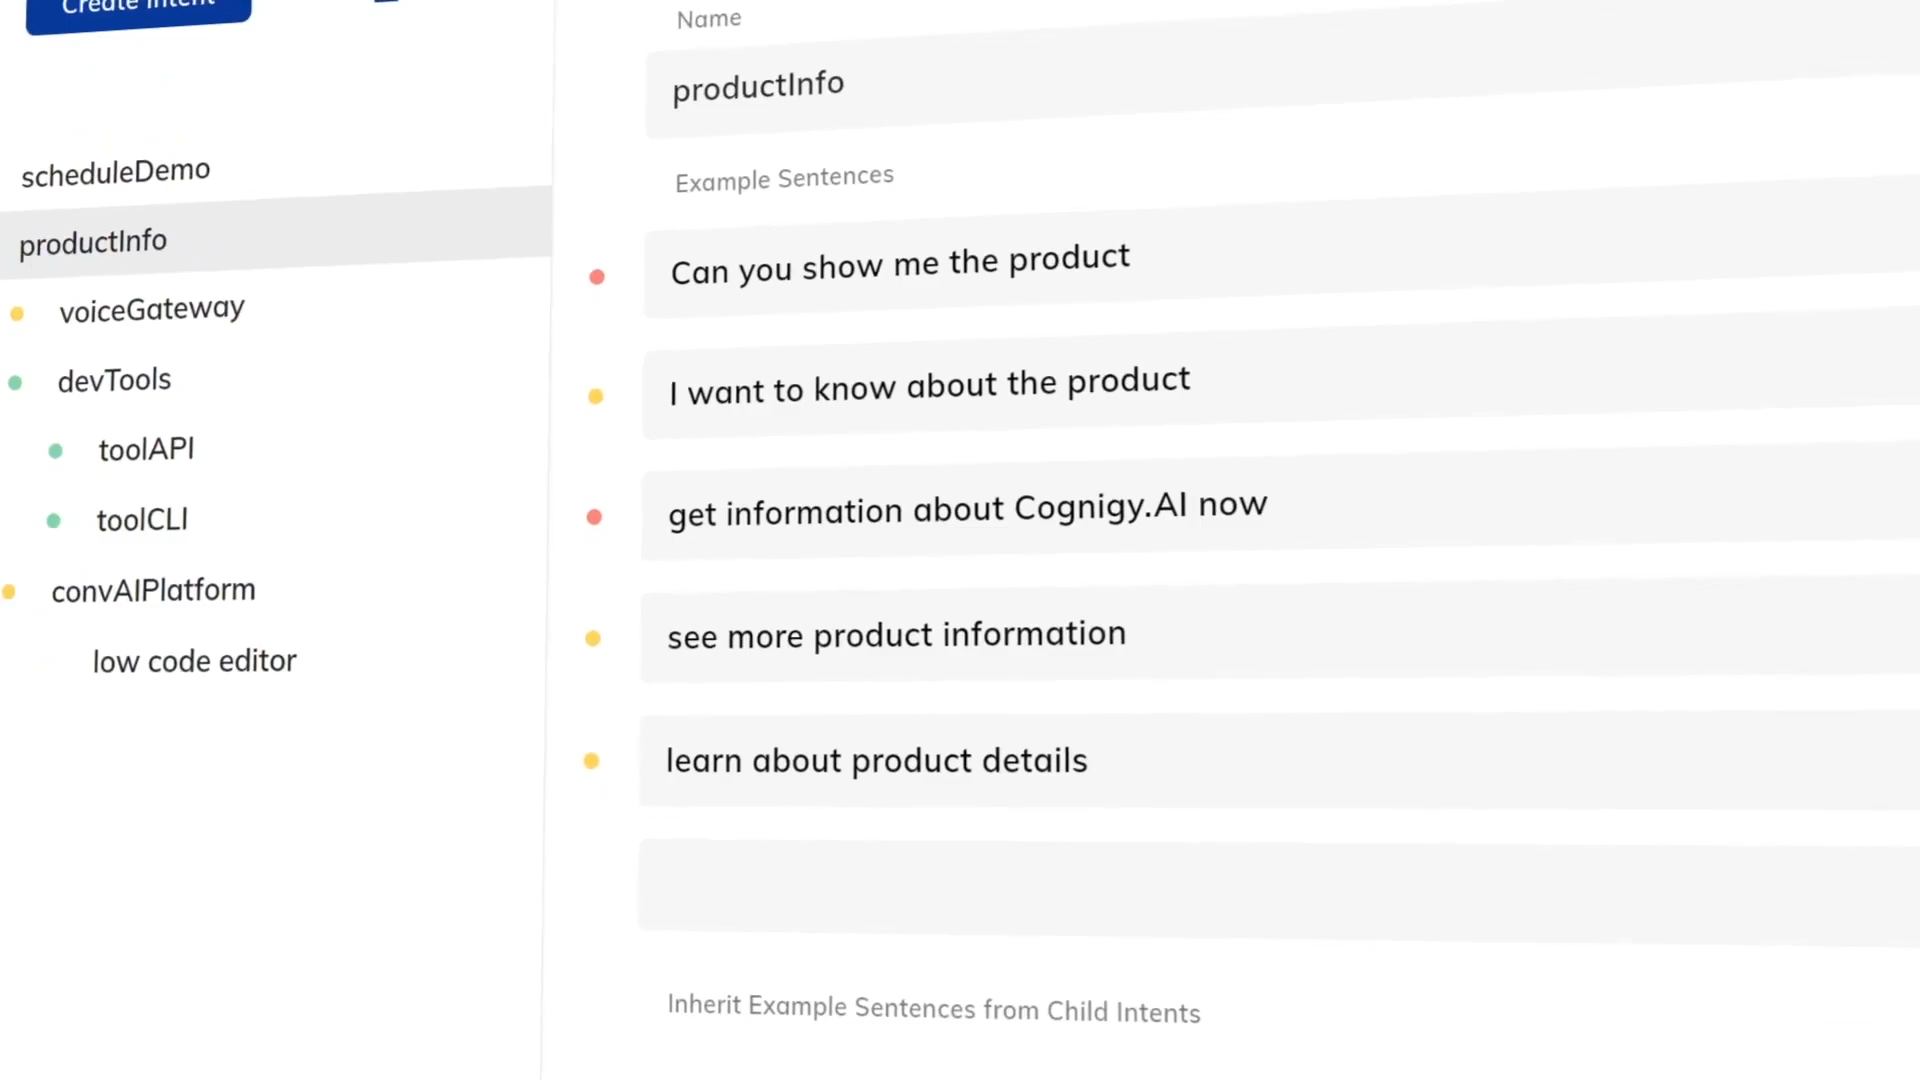 Create Intent
scheduleDemo
productInfo
voiceGateway
devTools
toolAPI
toolCLI
convAIPlatform
low code editor
Name
productInfo
Example Sentences
Can you show me the product
I want to know about the product
get information about Cognigy.AI now
see more product information
learn about product details
Inherit Example Sentences from Child Intents